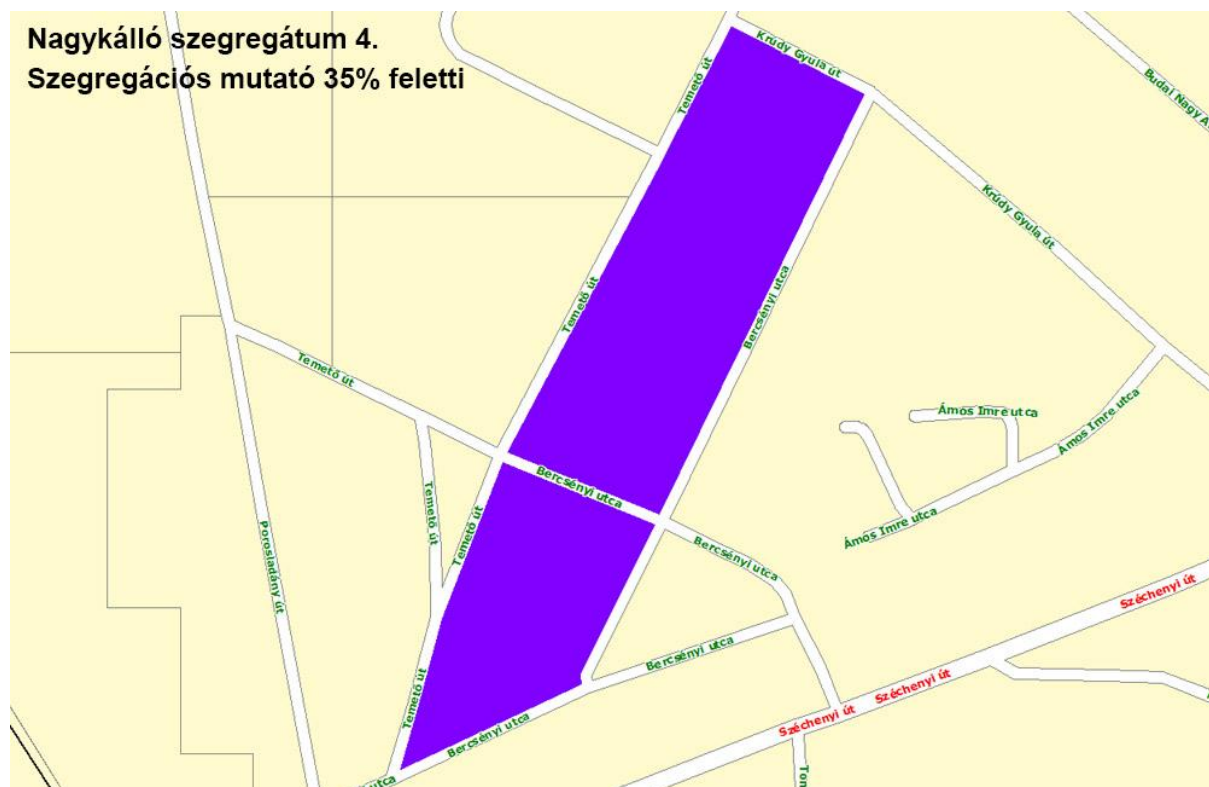 Nagykálló szegregátum 4.
Szegregációs mutató 35% feletti
Krúdy Gyula út
Temető út
Budai Nagy A.
Krúdy Gyula út
Temető út
Bercsényi utca
Temető út
Ámos Imre utca
Ámos Imre utca
Bercsényi utca
Temető út
Temető út
Ámos Imre utca
Porosladány út
Bercsényi utca
Széchenyi út
Bercsényi utca
Temető út
Széchenyi út
Széchenyi út
Bercsényi utca
utca
Ton